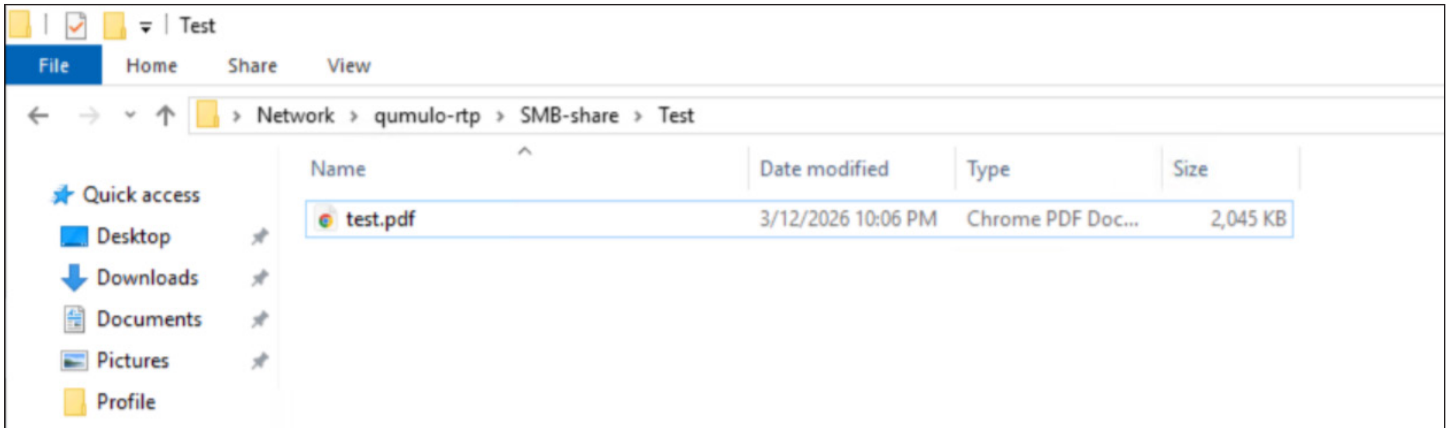 Test
File Home Share View
Network > qumulo-rtp > SMB-share > Test
Name Date modified Type Size
Quick access
test.pdf 3/12/2026 10:06 PM Chrome PDF Doc... 2,045 KB
Desktop
Downloads
Documents
Pictures
Profile